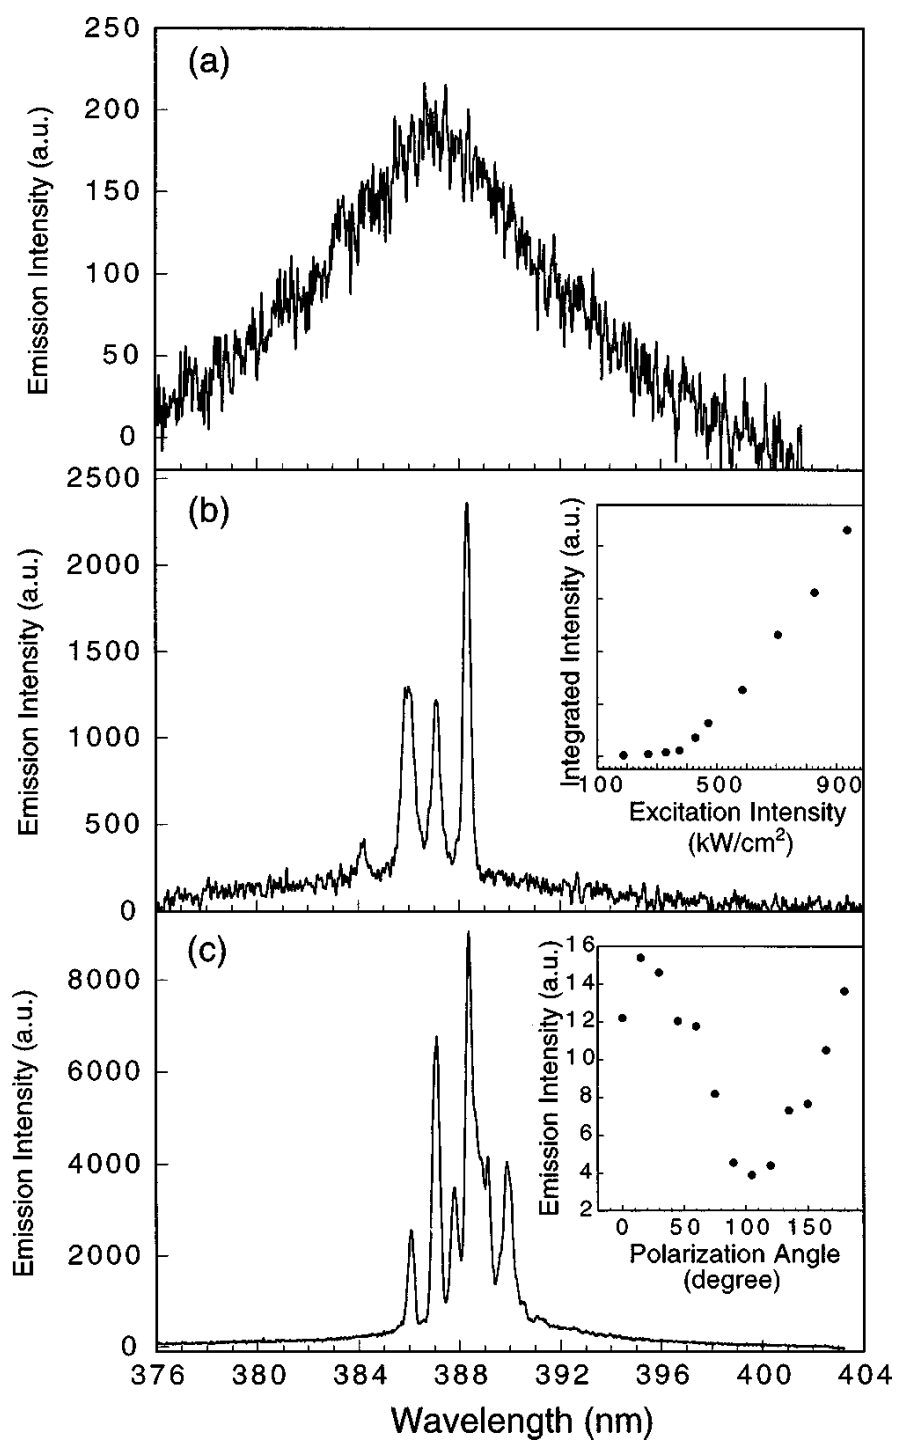 (a)
250
200
150
100
50
0
Emission Intensity (a.u.)
(b)
2500
2000
1500
1000
500
0
Emission Intensity (a.u.)
Integrated Intensity (a.u.)
100 500 900
Excitation Intensity
(kW/cm2)
(c)
8000
6000
4000
2000
0
Emission Intensity (a.u.)
16
14
12
10
8
6
4
2
Emission Intensity (a.u.)
0 50 100 150
Polarization Angle
(degree)
376 380 384 388 392 396 400 404
Wavelength (nm)